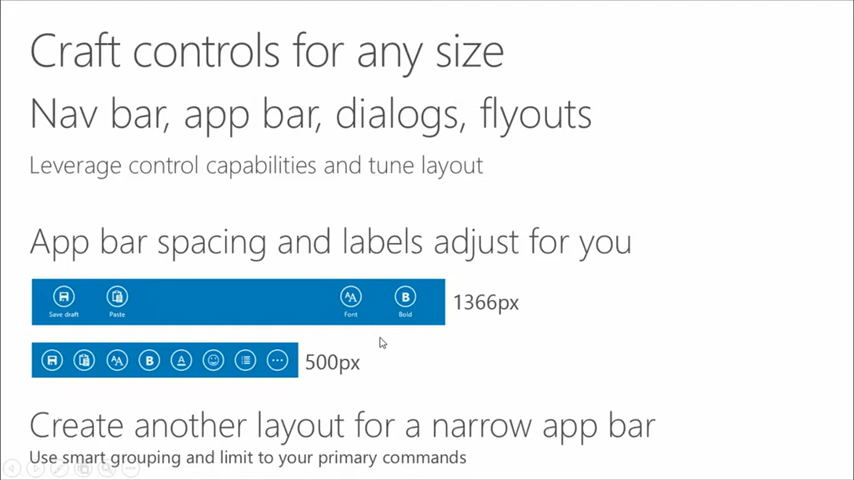 Craft controls for any size
Nav bar, app bar, dialogs, flyouts
Leverage control capabilities and tune layout
App bar spacing and labels adjust for you
Save draft Paste Font Bold 1366px
500px
Create another layout for a narrow app bar
Use smart grouping and limit to your primary commands